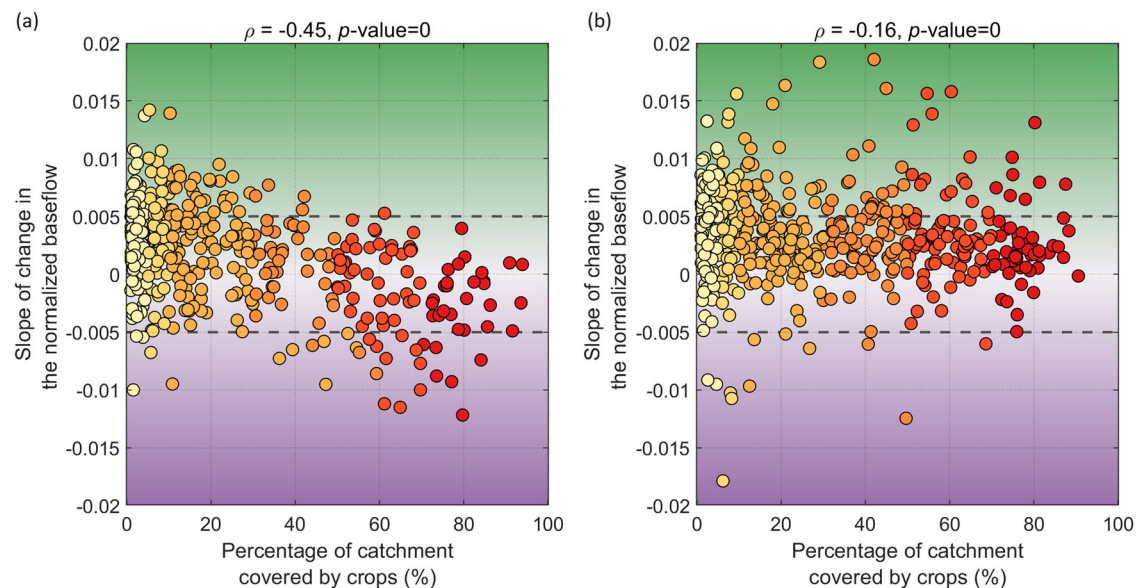 (a)
ρ = -0.45, p-value=0
0.02
0.015
0.01
0.005
0
-0.005
-0.01
-0.015
-0.02
Slope of change in
the normalized baseflow
0 20 40 60 80 100
Percentage of catchment
covered by crops (%)
(b)
ρ = -0.16, p-value=0
0.02
0.015
0.01
0.005
0
-0.005
-0.01
-0.015
-0.02
Slope of change in
the normalized baseflow
0 20 40 60 80 100
Percentage of catchment
covered by crops (%)